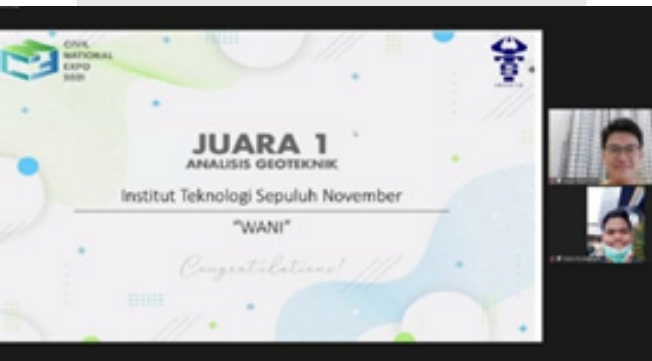 CIVIL
NATIONAL
EXPO
2021
JUARA 1
ANALISIS GEOTEKNIK
Institut Teknologi Sepuluh November
"WANI"
Congratulations!